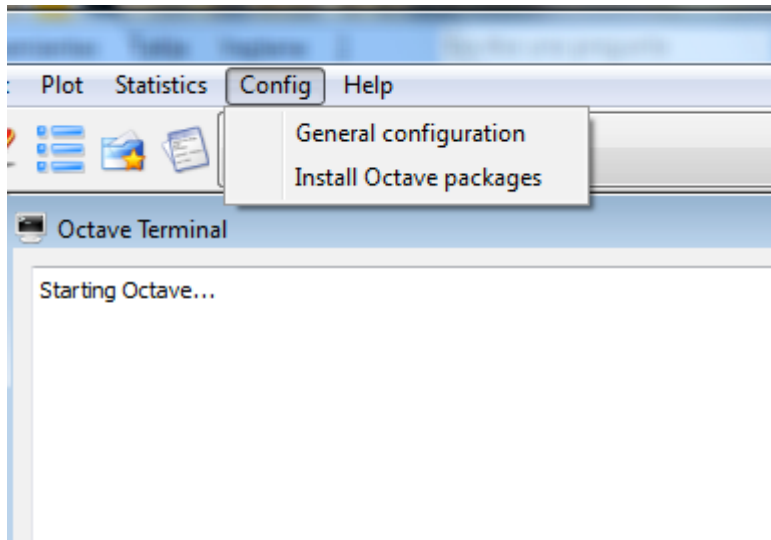 Plot Statistics Config Help
General configuration
Install Octave packages
Octave Terminal
Starting Octave...